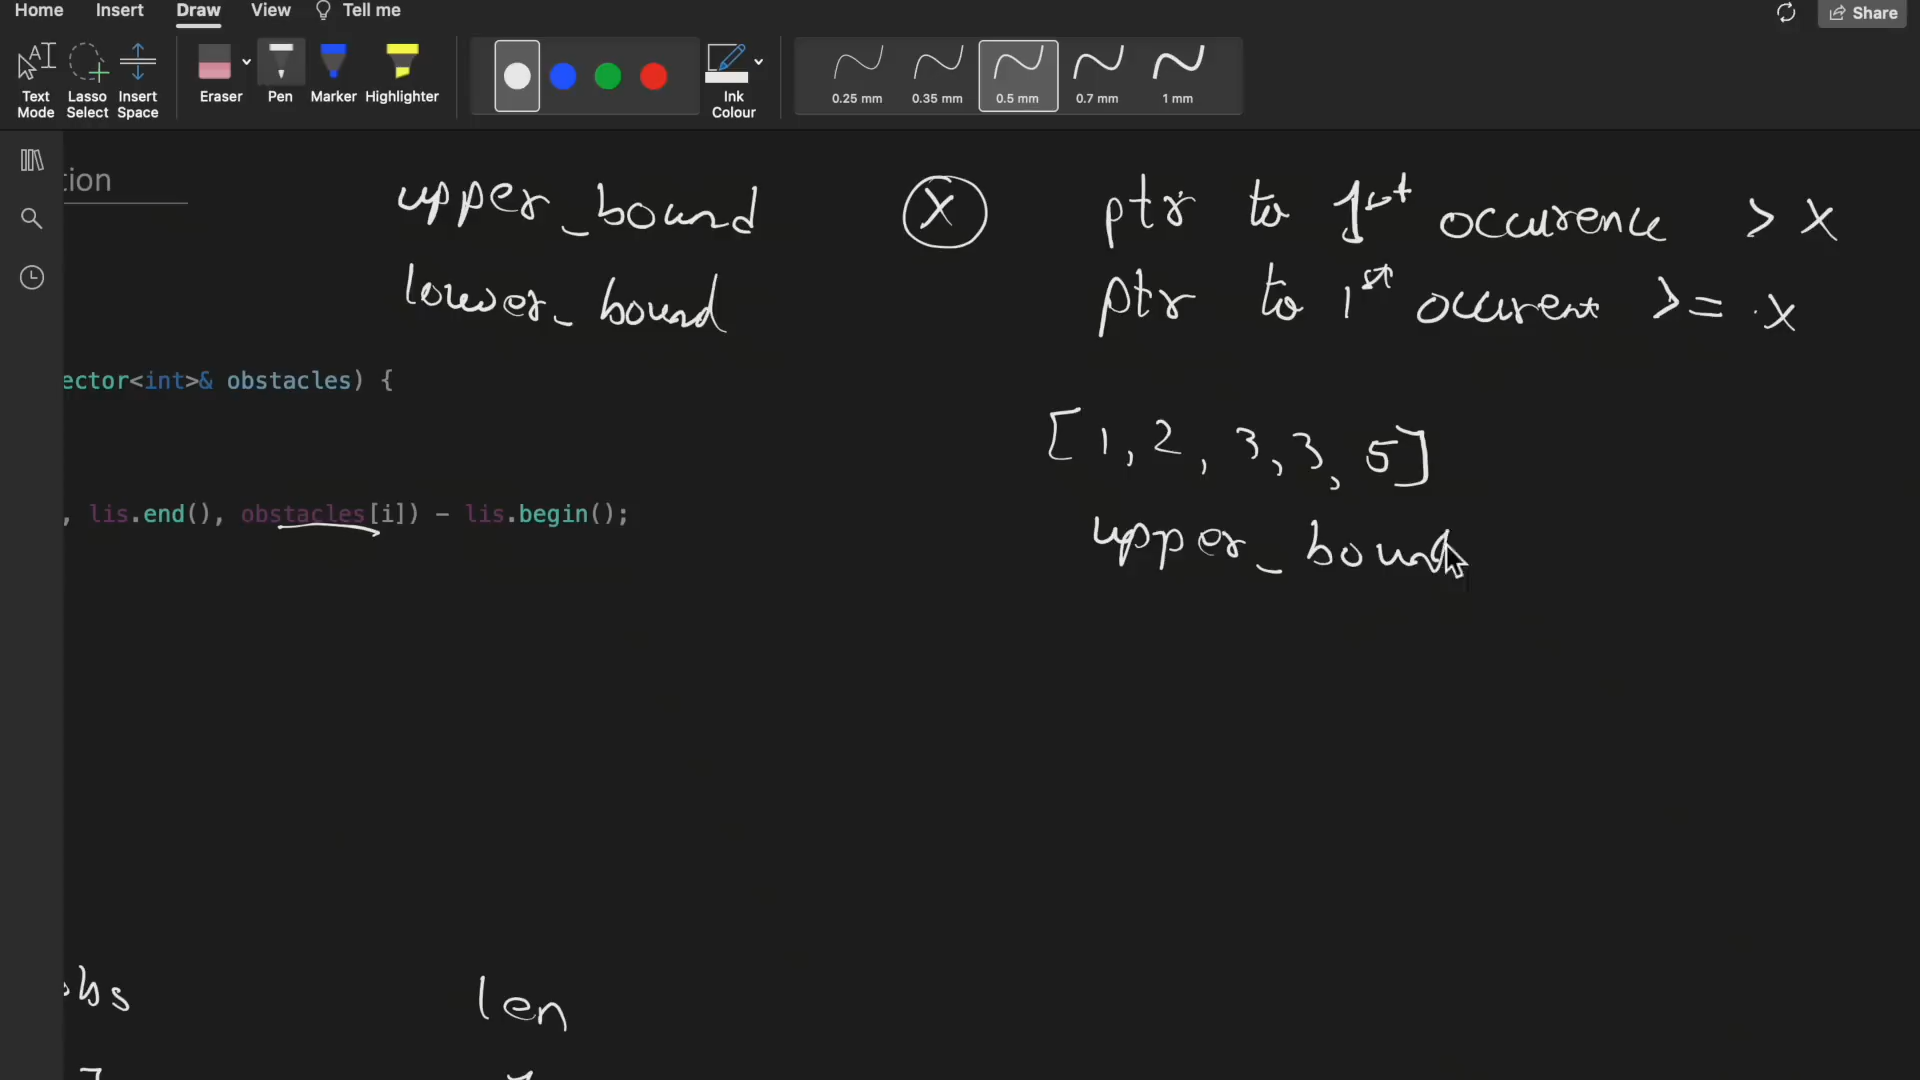 Home Insert Draw View Tell me Share
Text Mode Lasso Select Insert Space Eraser Pen Marker Highlighter Ink Colour 0.25 mm 0.35 mm 0.5 mm 0.7 mm 1 mm
tion
upper_bound X ptr to 1st occurence > X
lower_bound ptr to 1st occurent >= x
ector<int>& obstacles) {
[1, 2, 3, 3, 5]
, lis.end(), obstacles[i]) - lis.begin();
upper_bound
obs len